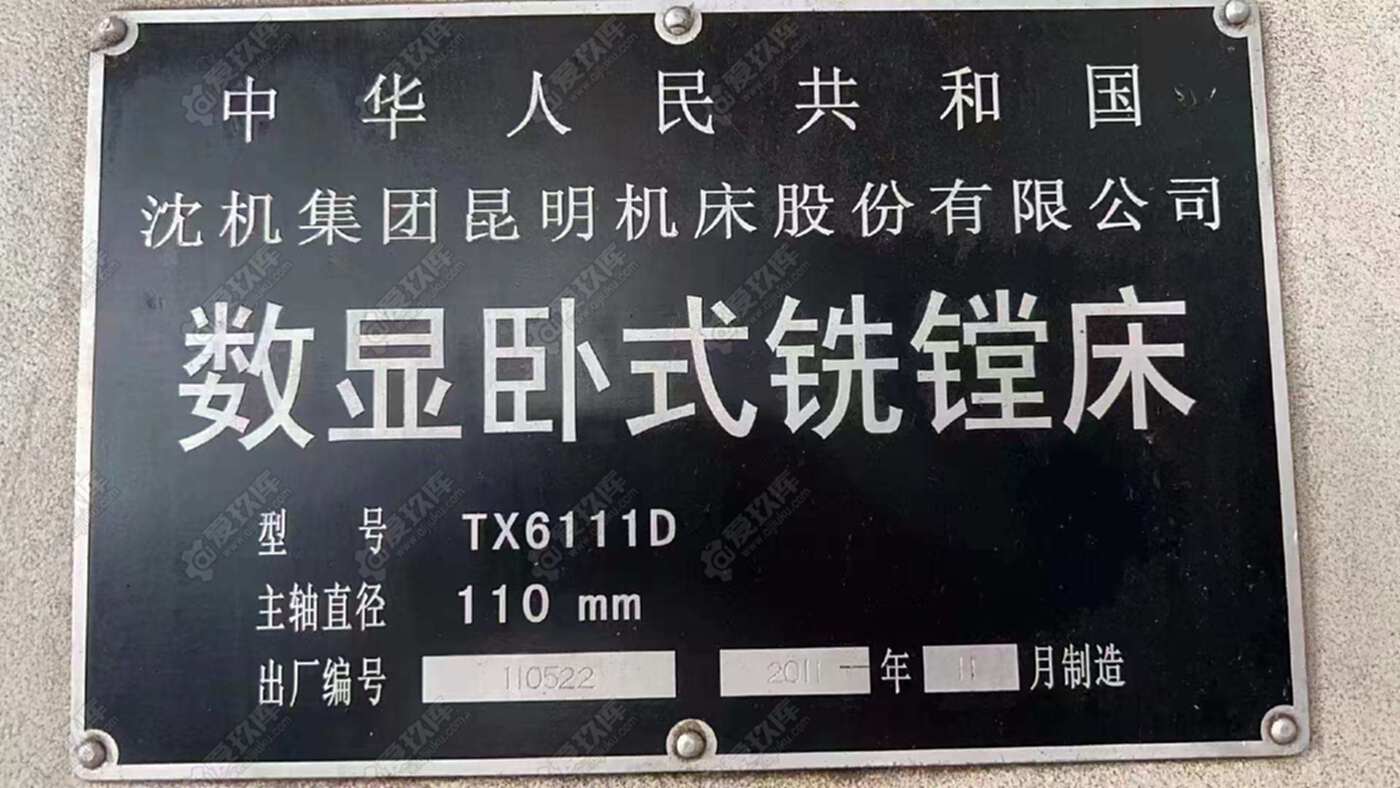 中华人民共和国
沈机集团昆明机床股份有限公司
数显卧式铣镗床
型号 TX6111D
主轴直径 110 mm
出厂编号 110522 2011 年 11 月制造